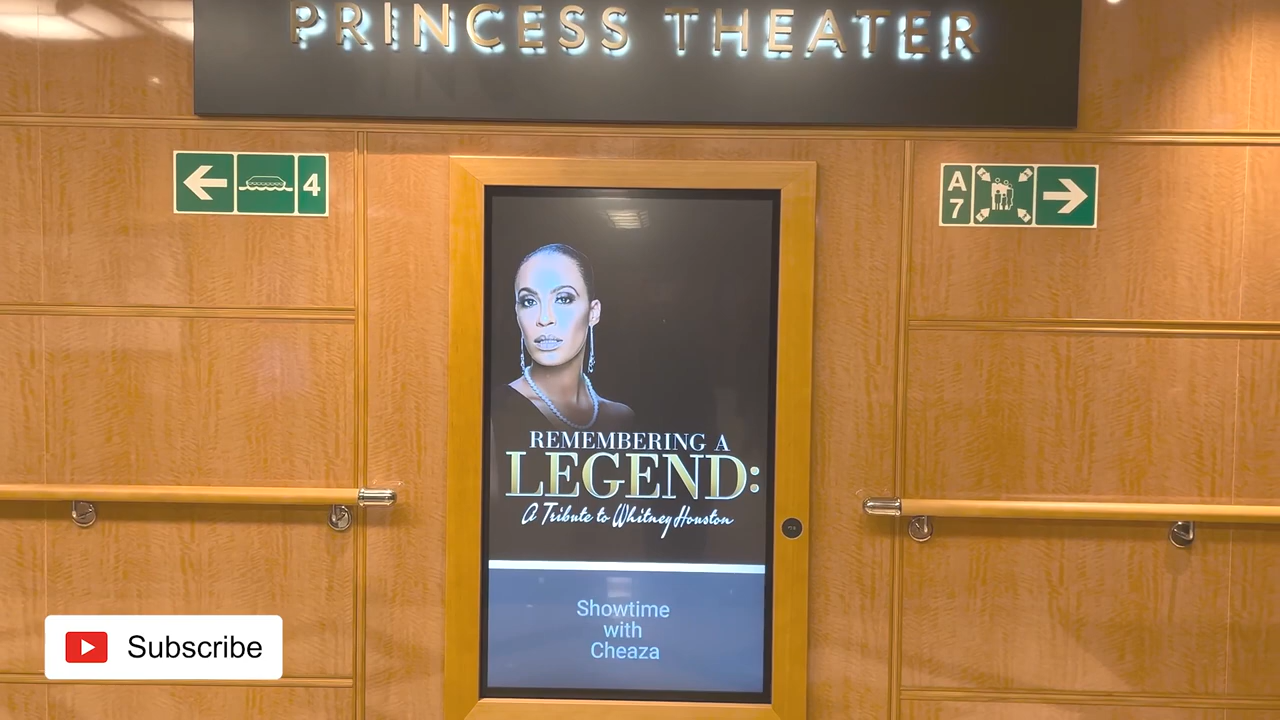 PRINCESS THEATER
4
A
7
REMEMBERING A
LEGEND:
A Tribute to Whitney Houston
Showtime
with
Cheaza
Subscribe